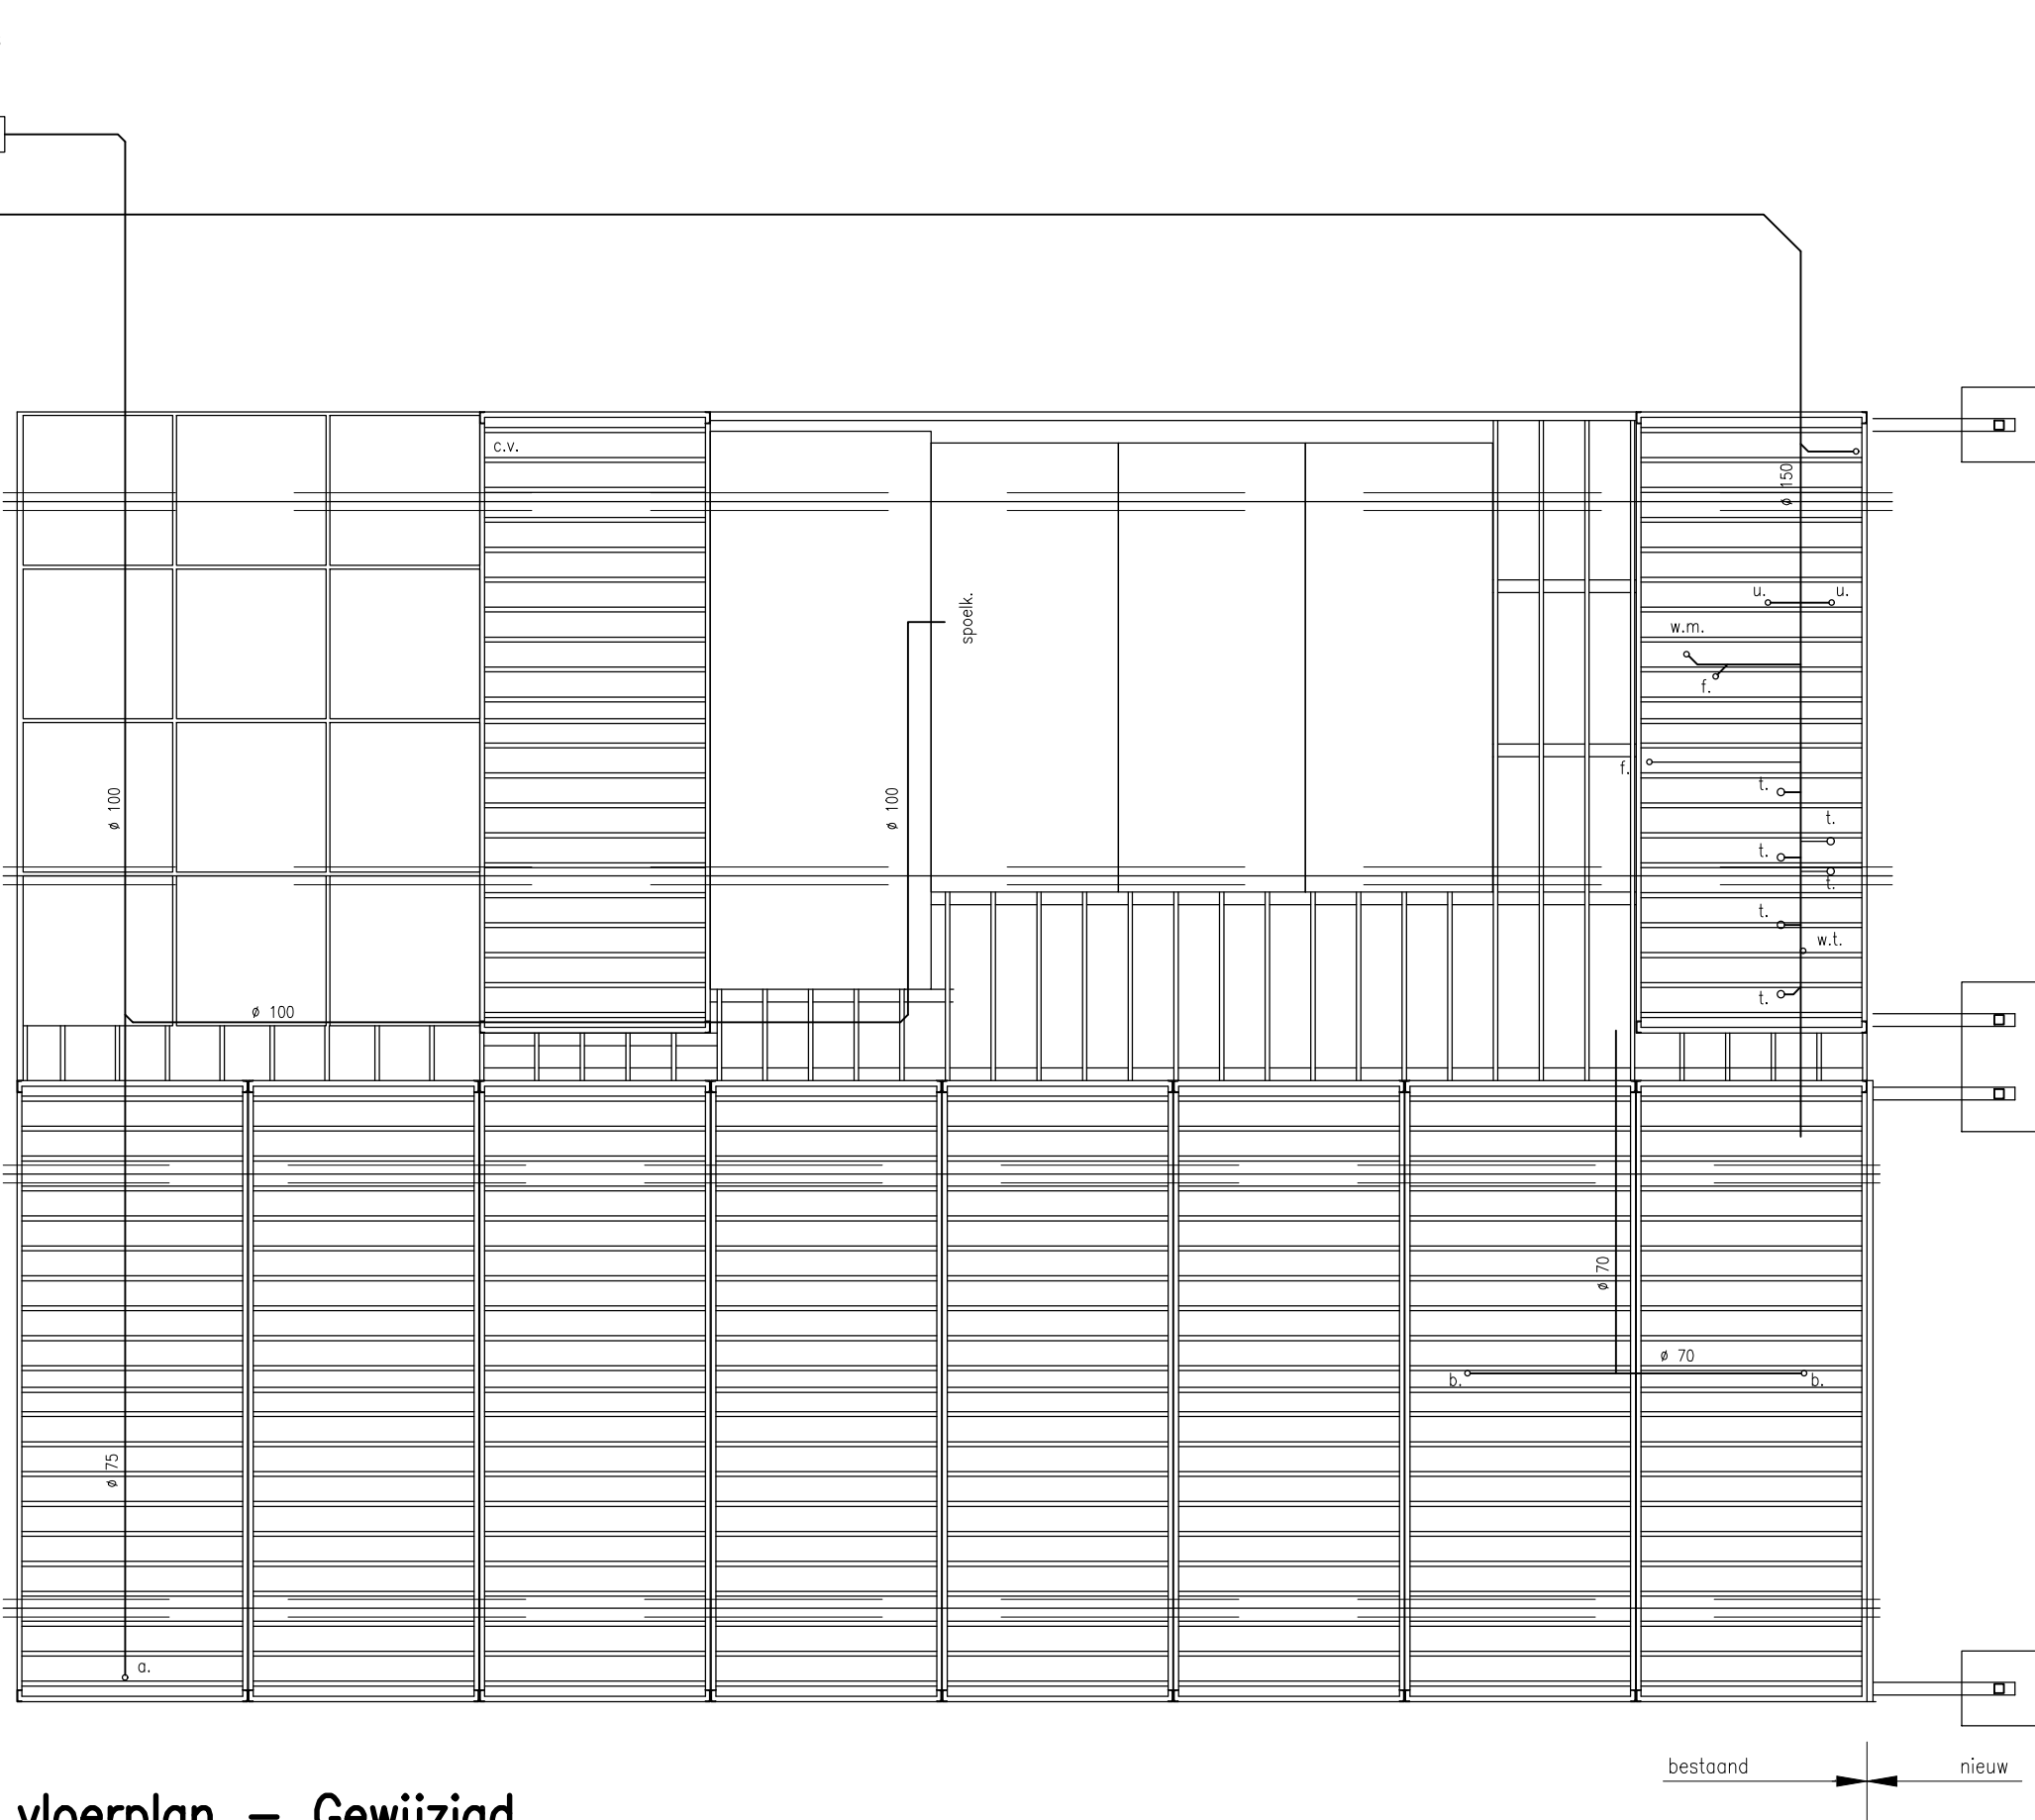 c.v.
ø 150
spoelk.
u.
u.
w.m.
f.
f.
t.
ø 100
ø 100
t.
t.
t.
t.
w.t.
t.
ø 100
ø 70
ø 70
b.
b.
ø 75
a.
bestaand
nieuw
vloerplan – Gewijzigd